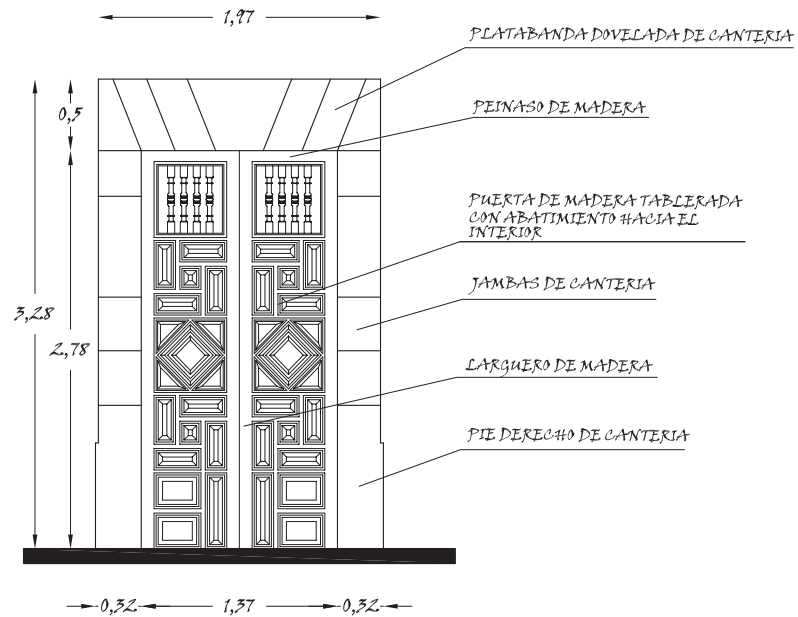 1,97
PLATABANDA DOVELADA DE CANTERIA
0,5
PEINASO DE MADERA
PUERTA DE MADERA TABLERADA
CON ABATIMIENTO HACIA EL
INTERIOR
JAMBAS DE CANTERIA
3,28
2,78
LARGUERO DE MADERA
PIE DERECHO DE CANTERIA
0,32
1,37
0,32